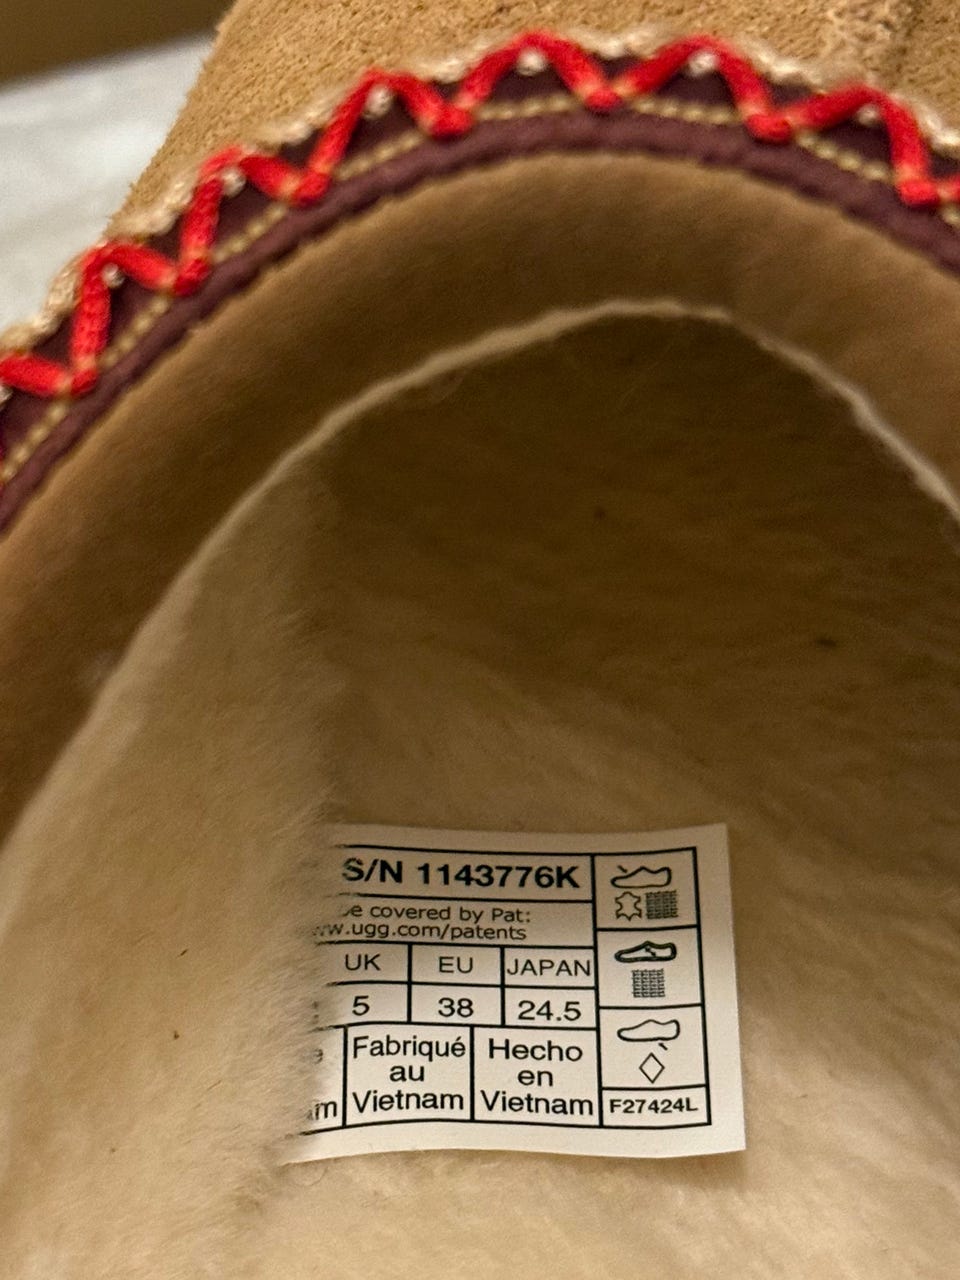 S/N 1143776K
covered by Pat:
ugg.com/patents
UK EU JAPAN
5 38 24.5
Fabriqué au Vietnam
Hecho en Vietnam
F27424L